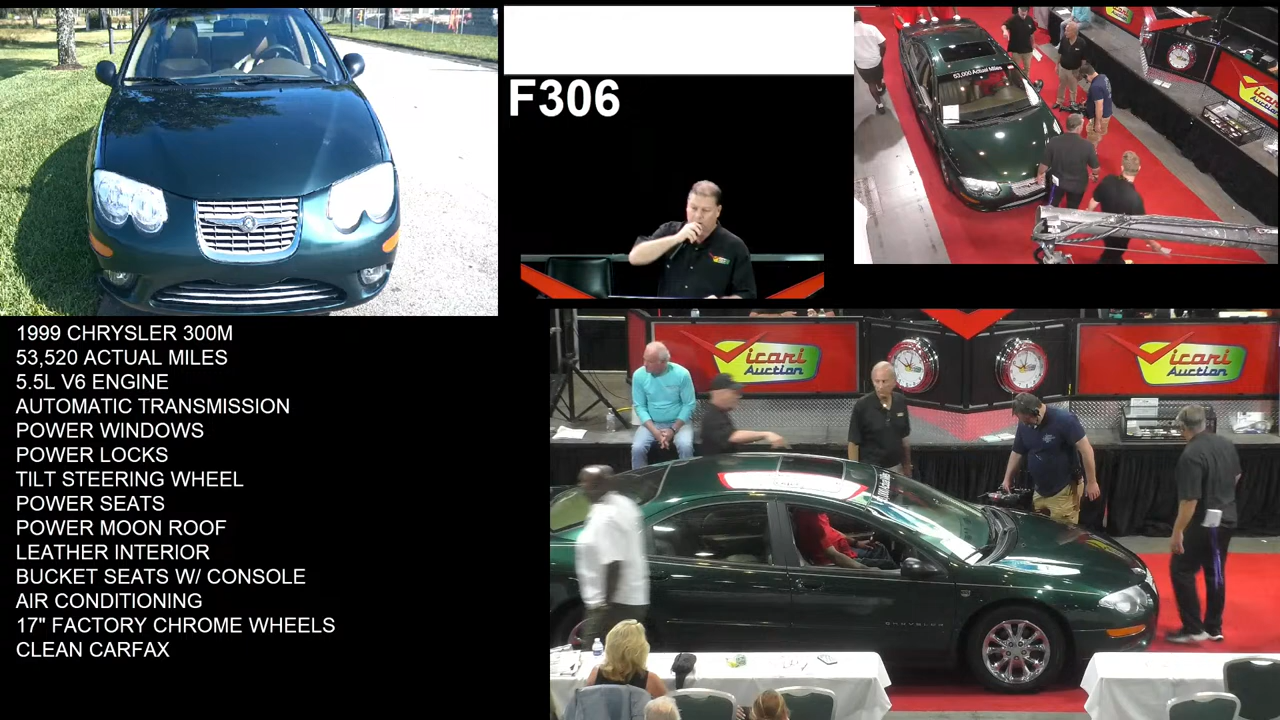 F306
53,000 Actual Miles
1999 CHRYSLER 300M
53,520 ACTUAL MILES
5.5L V6 ENGINE
AUTOMATIC TRANSMISSION
POWER WINDOWS
POWER LOCKS
TILT STEERING WHEEL
POWER SEATS
POWER MOON ROOF
LEATHER INTERIOR
BUCKET SEATS W/ CONSOLE
AIR CONDITIONING
17" FACTORY CHROME WHEELS
CLEAN CARFAX
Vicari
Auction
Vicari
Auction
CHRYSLER